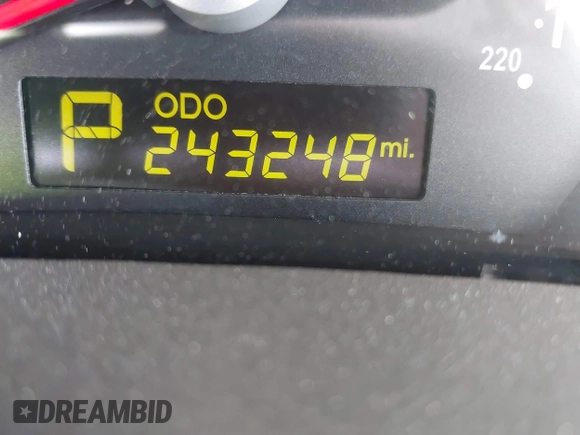 220
P ODO
243248 mi.
DREAMBID